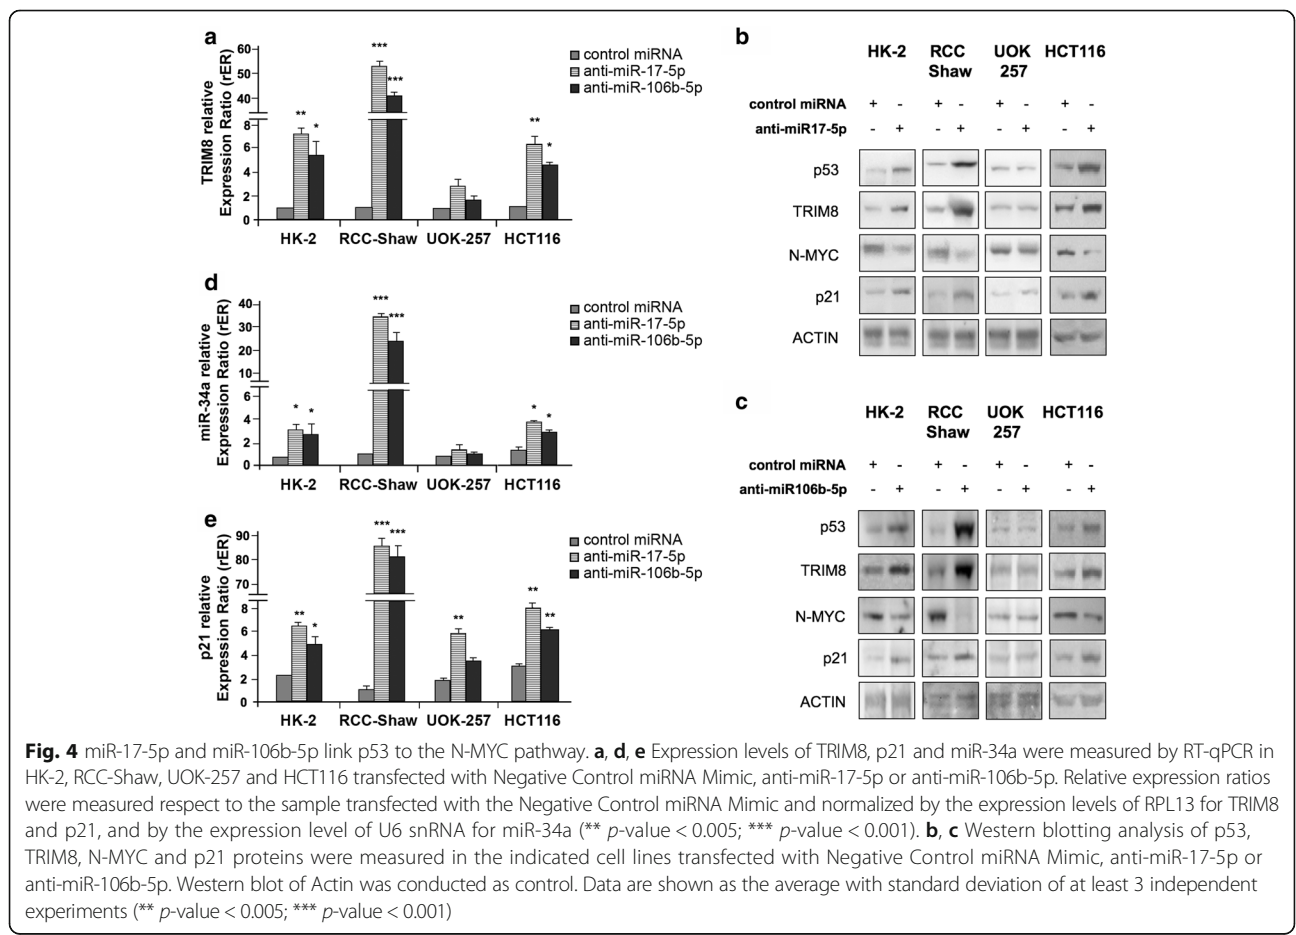 a
TRIM8 relative
Expression Ratio (rER)
60
50
40
8
6
4
2
0
** * *** *** ** *
HK-2 RCC-Shaw UOK-257 HCT116
control miRNA
anti-miR-17-5p
anti-miR-106b-5p
d
miR-34a relative
Expression Ratio (rER)
40
30
20
10
6
4
2
0
* * *** *** * *
HK-2 RCC-Shaw UOK-257 HCT116
control miRNA
anti-miR-17-5p
anti-miR-106b-5p
e
p21 relative
Expression Ratio (rER)
90
80
70
8
6
4
2
0
** * *** *** ** ** **
HK-2 RCC-Shaw UOK-257 HCT116
control miRNA
anti-miR-17-5p
anti-miR-106b-5p
b
HK-2 RCC UOK HCT116
Shaw 257
control miRNA + - + - + - + -
anti-miR17-5p - + - + - + - +
p53
TRIM8
N-MYC
p21
ACTIN
c
HK-2 RCC UOK HCT116
Shaw 257
control miRNA + - + - + - + -
anti-miR106b-5p - + - + - + - +
p53
TRIM8
N-MYC
p21
ACTIN
Fig. 4 miR-17-5p and miR-106b-5p link p53 to the N-MYC pathway. a, d, e Expression levels of TRIM8, p21 and miR-34a were measured by RT-qPCR in
HK-2, RCC-Shaw, UOK-257 and HCT116 transfected with Negative Control miRNA Mimic, anti-miR-17-5p or anti-miR-106b-5p. Relative expression ratios
were measured respect to the sample transfected with the Negative Control miRNA Mimic and normalized by the expression levels of RPL13 for TRIM8
and p21, and by the expression level of U6 snRNA for miR-34a (** p-value < 0.005; *** p-value < 0.001). b, c Western blotting analysis of p53,
TRIM8, N-MYC and p21 proteins were measured in the indicated cell lines transfected with Negative Control miRNA Mimic, anti-miR-17-5p or
anti-miR-106b-5p. Western blot of Actin was conducted as control. Data are shown as the average with standard deviation of at least 3 independent
experiments (** p-value < 0.005; *** p-value < 0.001)